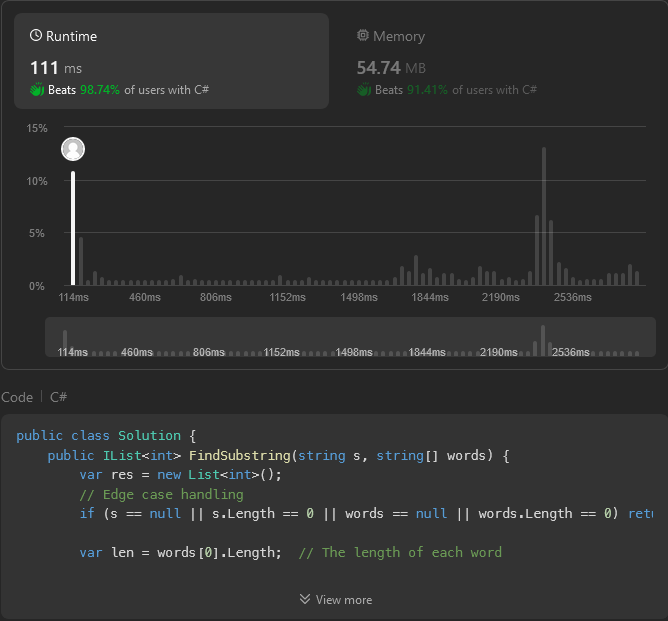 Runtime
Memory
111 ms
54.74 MB
Beats 98.74% of users with C#
Beats 91.41% of users with C#
15%
10%
5%
0%
114ms 460ms 806ms 1152ms 1498ms 1844ms 2190ms 2536ms
114ms 460ms 806ms 1152ms 1498ms 1844ms 2190ms 2536ms
Code | C#
public class Solution {
public IList<int> FindSubstring(string s, string[] words) {
var res = new List<int>();
// Edge case handling
if (s == null || s.Length == 0 || words == null || words.Length == 0) retu
var len = words[0].Length; // The length of each word
View more